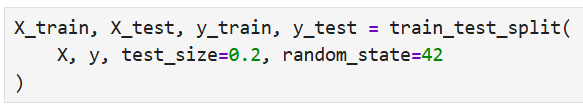 X_train, X_test, y_train, y_test = train_test_split(
    X, y, test_size=0.2, random_state=42
)